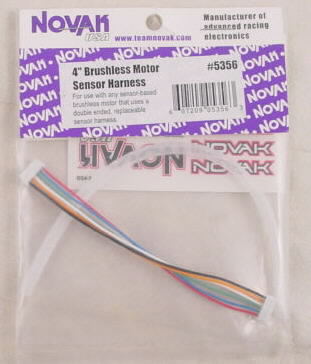 NOVAK
USA
www.teamnovak.com
Manufacturer of
advanced racing
electronics
4" Brushless Motor
Sensor Harness
#5356
For use with any sensor-based
brushless motor that uses a
double ended, replaceable
sensor harness.
NOVAK
NOVAK
NOVAK